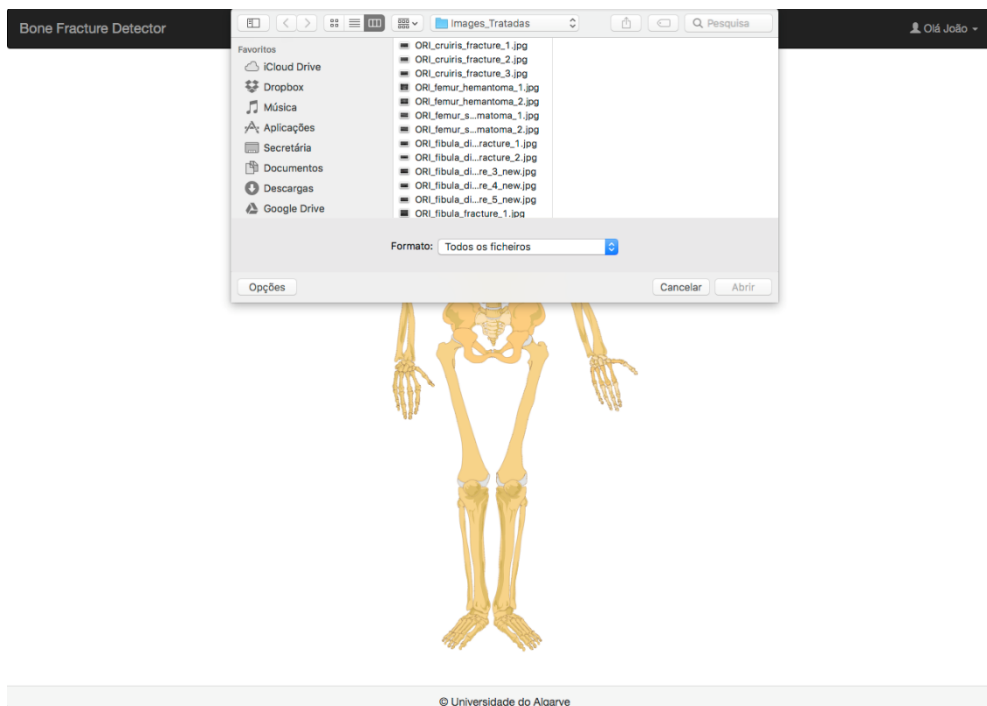 Bone Fracture Detector
Images_Tratadas
Pesquisa
Olá João
Favoritos
iCloud Drive
Dropbox
Música
Aplicações
Secretária
Documentos
Descargas
Google Drive
ORI_cruiris_fracture_1.jpg
ORI_cruiris_fracture_2.jpg
ORI_cruiris_fracture_3.jpg
ORI_femur_hemantoma_1.jpg
ORI_femur_hemantoma_2.jpg
ORI_femur_s...matoma_1.jpg
ORI_femur_s...matoma_2.jpg
ORI_fibula_di...racture_1.jpg
ORI_fibula_di...racture_2.jpg
ORI_fibula_di...re_3_new.jpg
ORI_fibula_di...re_4_new.jpg
ORI_fibula_di...re_5_new.jpg
ORI_fibula_fracture_1.jpg
Formato: Todos os ficheiros
Opções
Cancelar
Abrir
© Universidade do Algarve